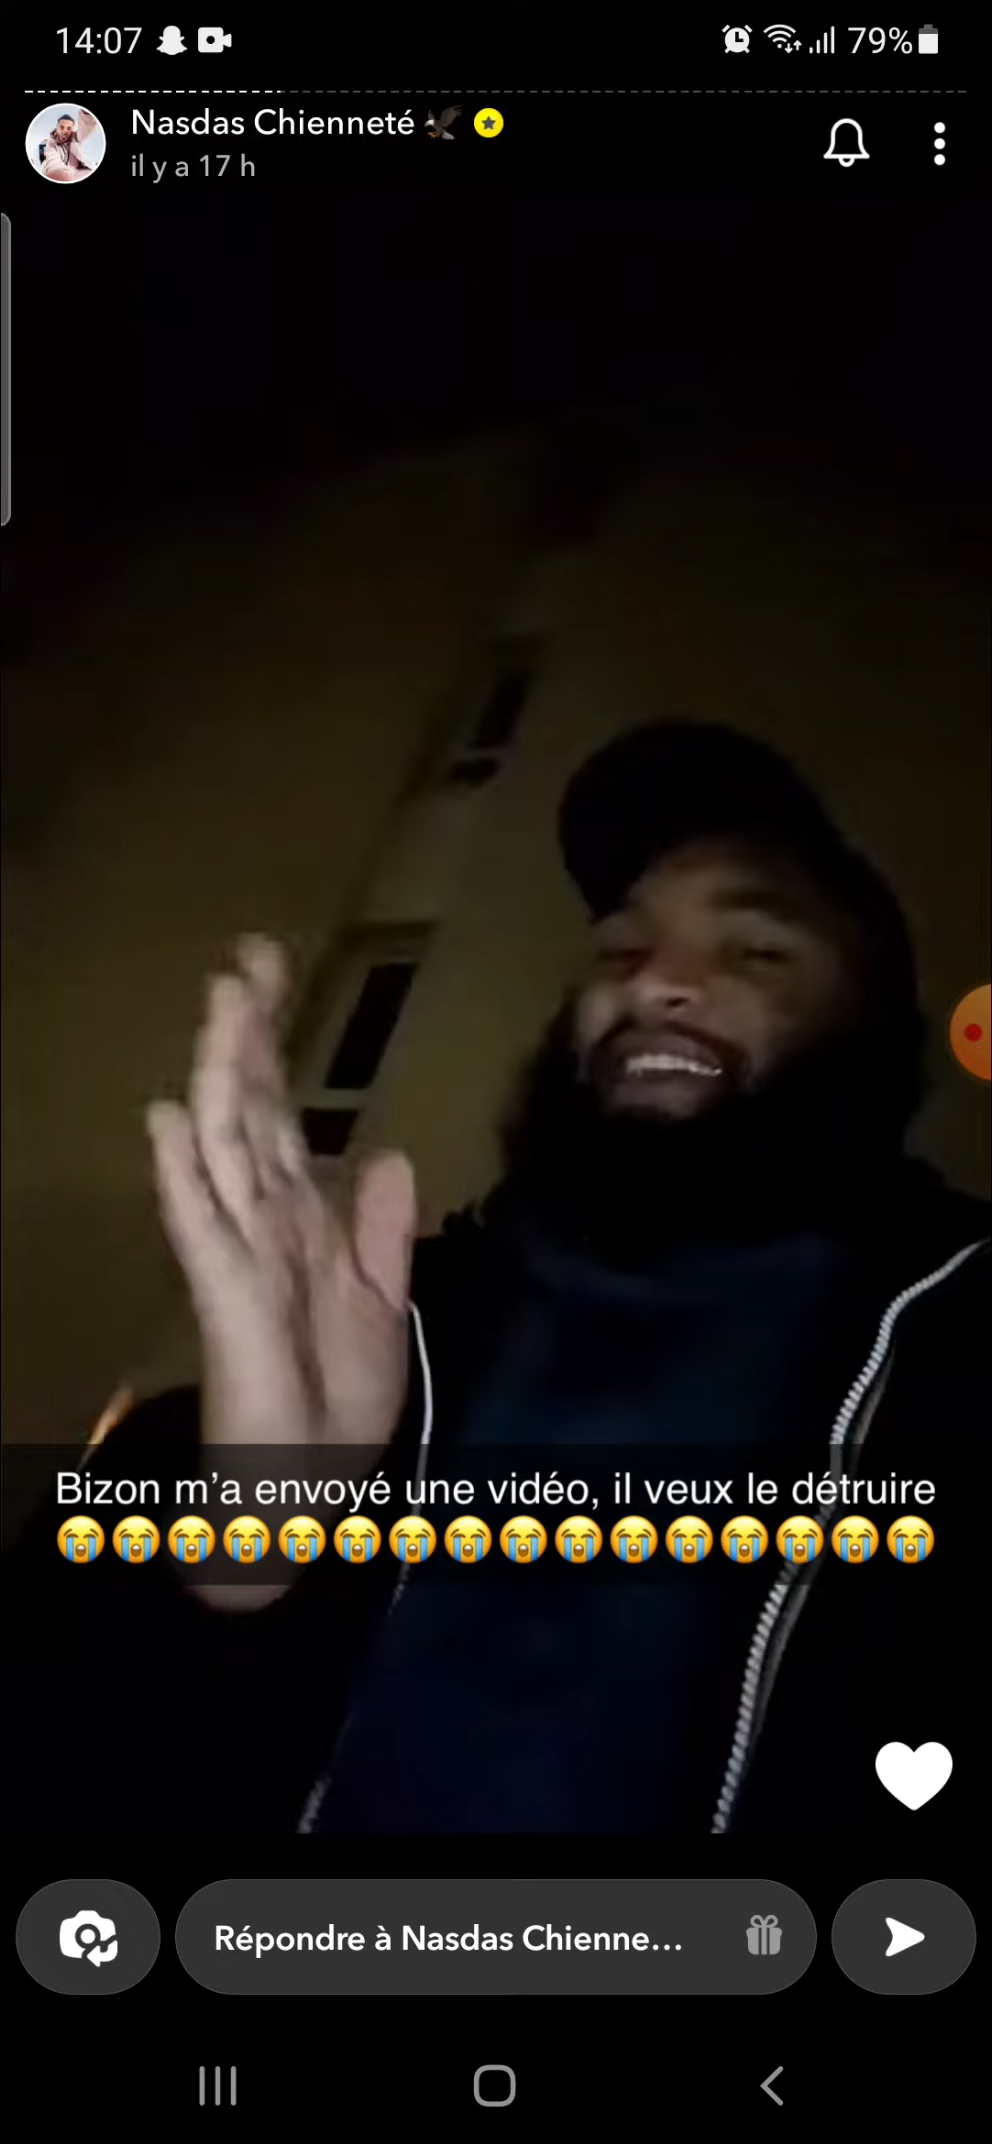 14:07
79%
Nasdas Chienneté 🦅
il y a 17 h
Bizon m'a envoyé une vidéo, il veux le détruire
😭😭😭😭😭😭😭😭😭😭😭😭😭😭😭😭
Répondre à Nasdas Chienne...